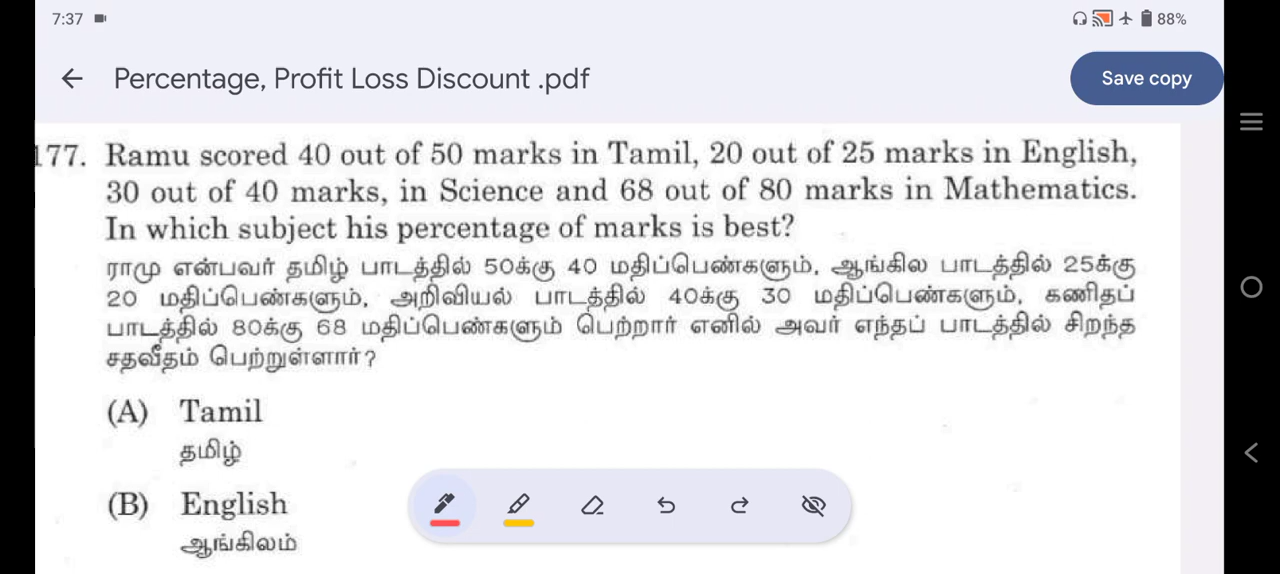 7:37
88%
Percentage, Profit Loss Discount .pdf
Save copy
177. Ramu scored 40 out of 50 marks in Tamil, 20 out of 25 marks in English,
30 out of 40 marks, in Science and 68 out of 80 marks in Mathematics.
In which subject his percentage of marks is best?
ராமு என்பவர் தமிழ் பாடத்தில் 50க்கு 40 மதிப்பெண்களும், ஆங்கில பாடத்தில் 25க்கு
20 மதிப்பெண்களும், அறிவியல் பாடத்தில் 40க்கு 30 மதிப்பெண்களும், கணிதப்
பாடத்தில் 80க்கு 68 மதிப்பெண்களும் பெற்றார் எனில் அவர் எந்தப் பாடத்தில் சிறந்த
சதவீதம் பெற்றுள்ளார்?
(A) Tamil
தமிழ்
(B) English
ஆங்கிலம்